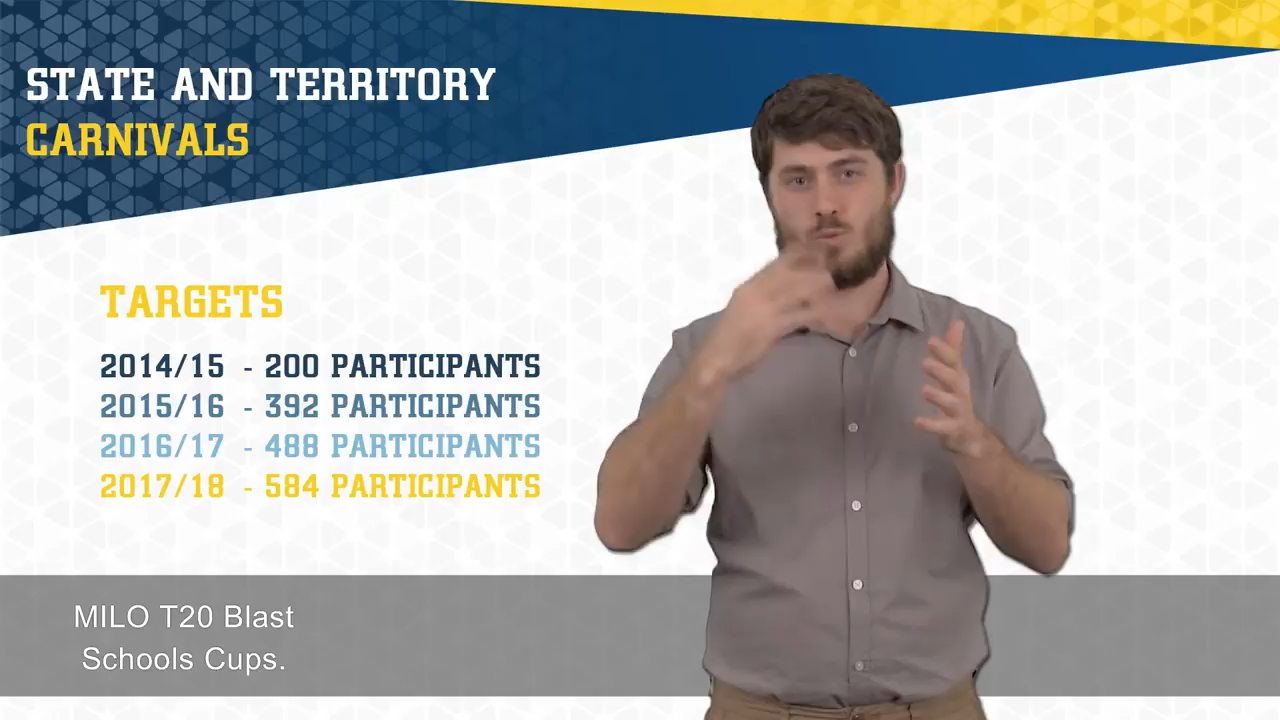 STATE AND TERRITORY
CARNIVALS
TARGETS
2014/15 - 200 PARTICIPANTS
2015/16 - 392 PARTICIPANTS
2016/17 - 488 PARTICIPANTS
2017/18 - 584 PARTICIPANTS
MILO T20 Blast
Schools Cups.